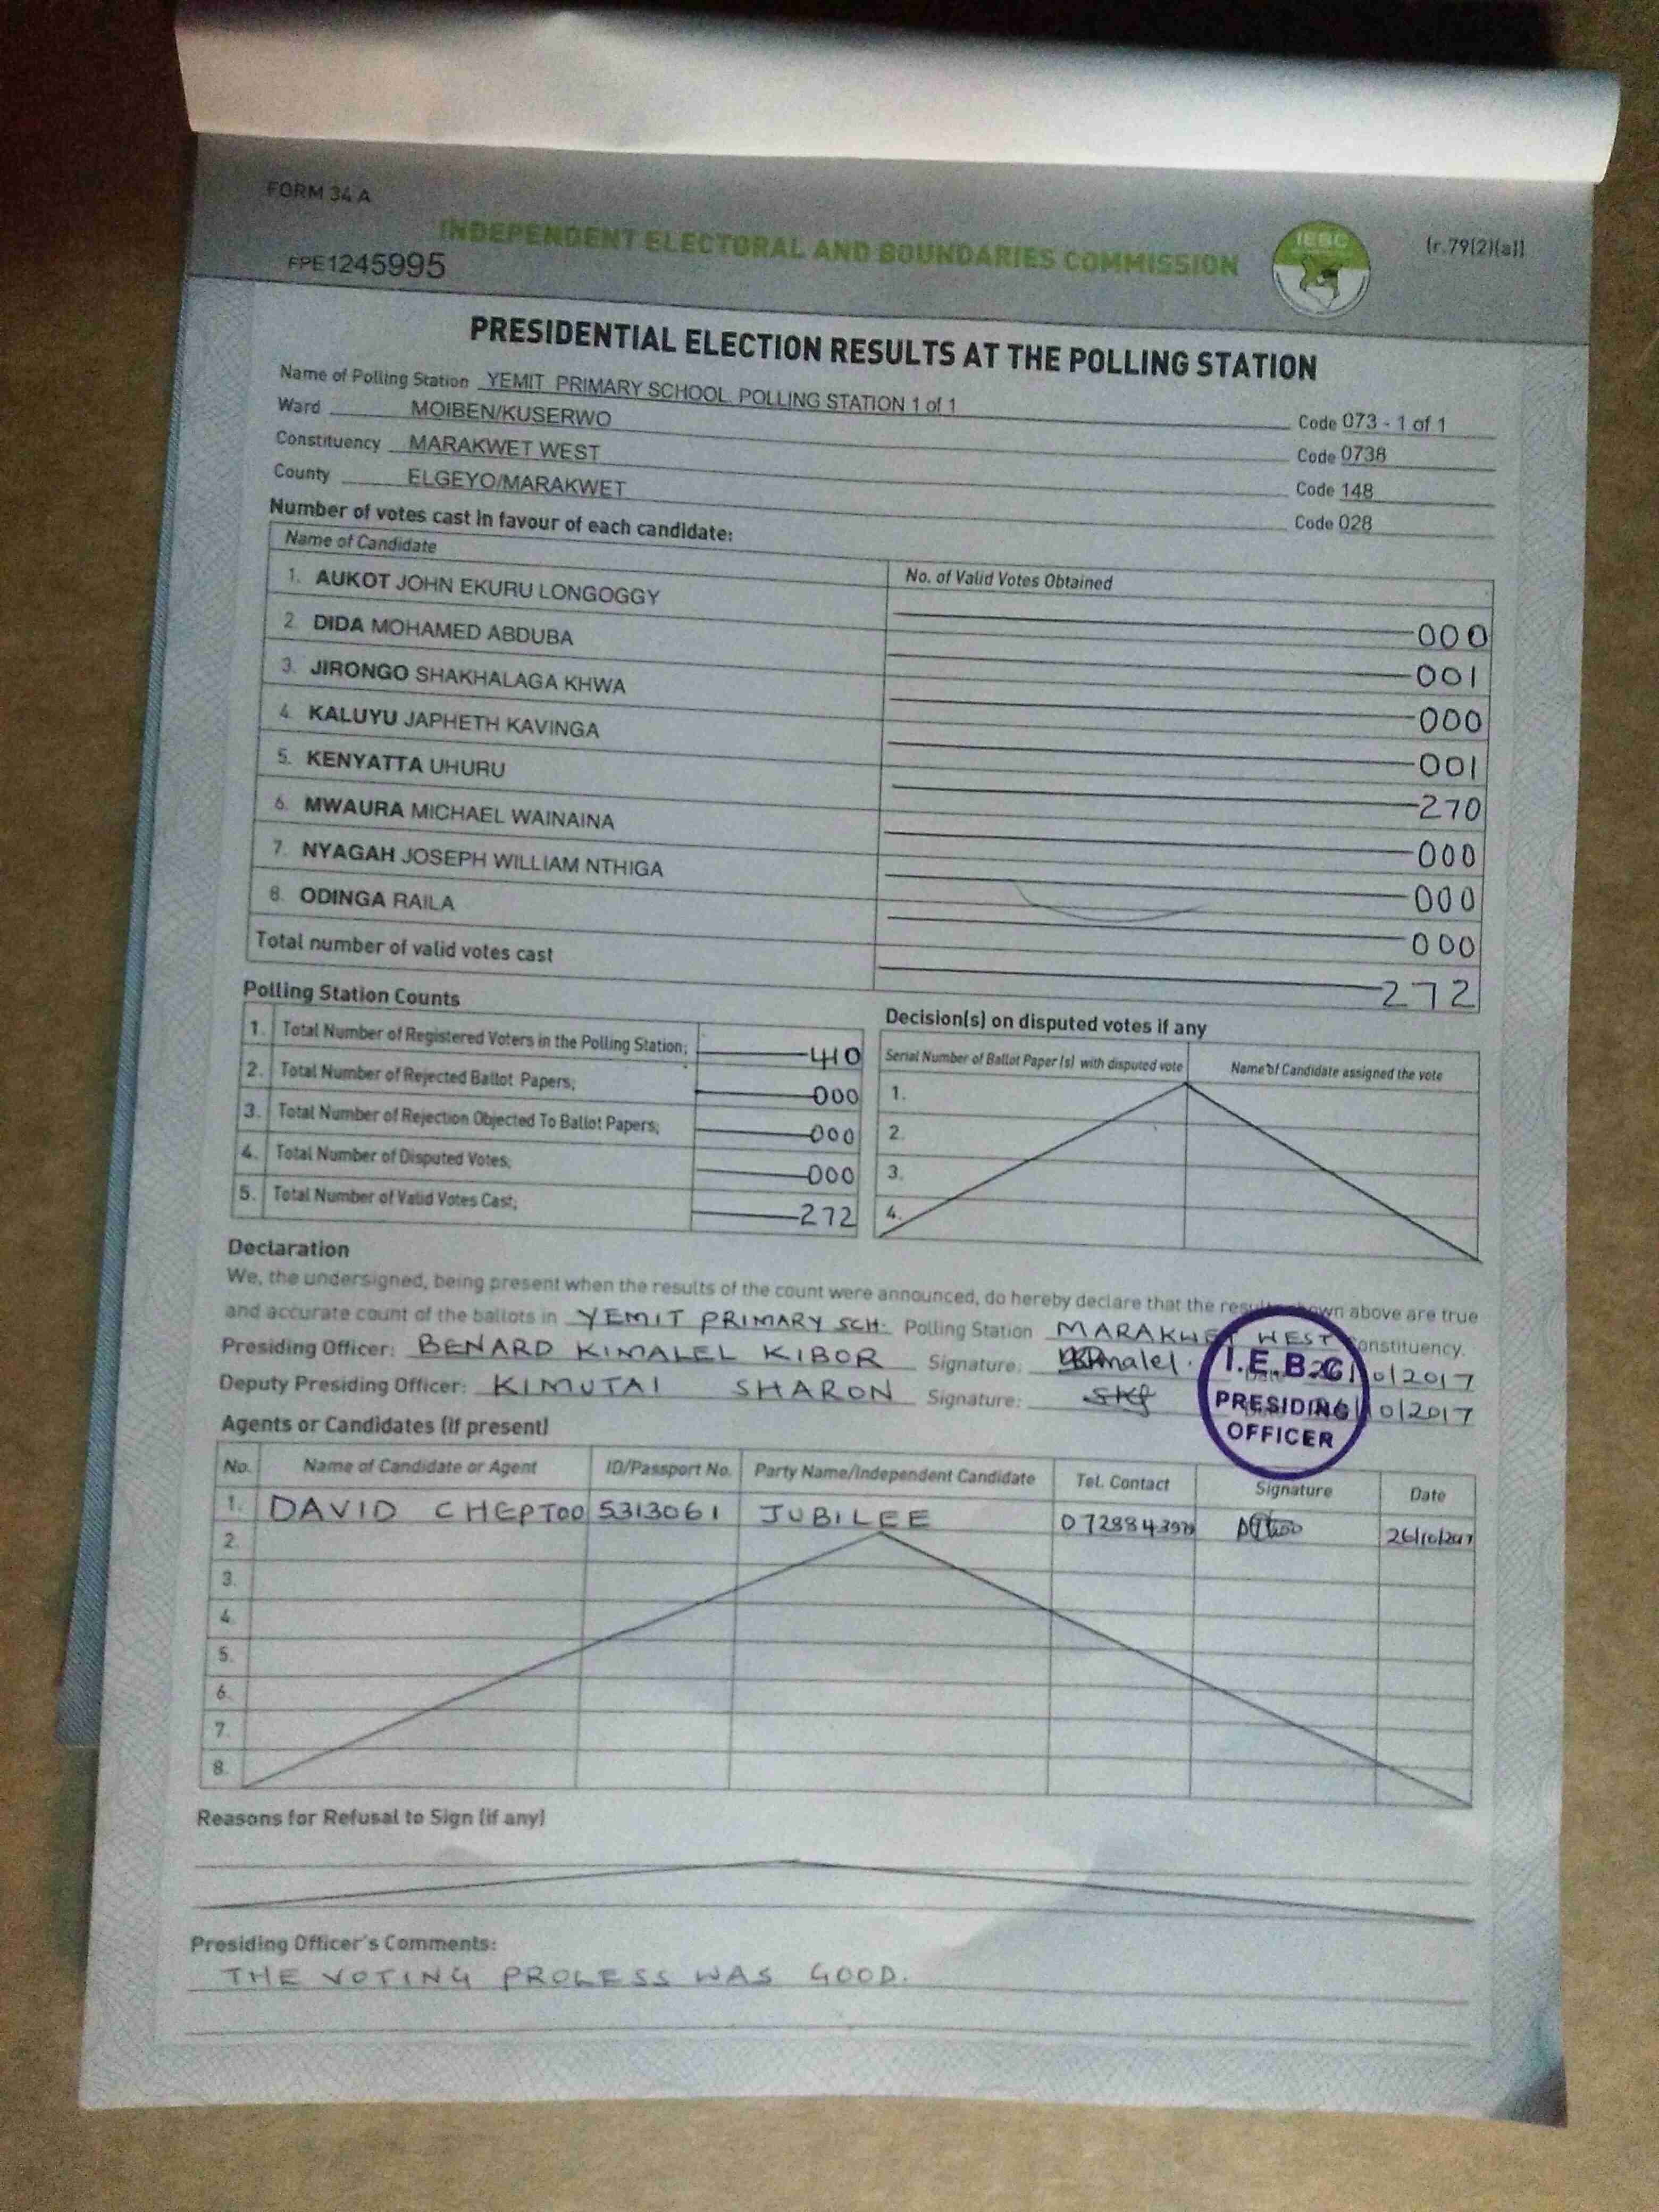 FORM 34 A
INDEPENDENT ELECTORAL AND BOUNDARIES COMMISSION
IEBC
(r.79(2)(a))
FPE1245995
PRESIDENTIAL ELECTION RESULTS AT THE POLLING STATION
Name of Polling Station YEMIT PRIMARY SCHOOL POLLING STATION 1 of 1 Code 073 - 1 of 1
Ward MOIBEN/KUSERWO Code 0738
Constituency MARAKWET WEST Code 148
County ELGEYO/MARAKWET Code 028
Number of votes cast in favour of each candidate:
Name of Candidate No. of Valid Votes Obtained
1. AUKOT JOHN EKURU LONGOGGY 000
2. DIDA MOHAMED ABDUBA 001
3. JIRONGO SHAKHALAGA KHWA 000
4. KALUYU JAPHETH KAVINGA 001
5. KENYATTA UHURU 270
6. MWAURA MICHAEL WAINAINA 000
7. NYAGAH JOSEPH WILLIAM NTHIGA 000
8. ODINGA RAILA 000
Total number of valid votes cast 272
Polling Station Counts
1. Total Number of Registered Voters in the Polling Station; 410
2. Total Number of Rejected Ballot Papers; 000
3. Total Number of Rejection Objected To Ballot Papers; 000
4. Total Number of Disputed Votes; 000
5. Total Number of Valid Votes Cast; 272
Decision(s) on disputed votes if any
Serial Number of Ballot Paper (s) with disputed vote Name of Candidate assigned the vote
1.
2.
3.
4.
Declaration
We, the undersigned, being present when the results of the count were announced, do hereby declare that the results shown above are true
and accurate count of the ballots in YEMIT PRIMARY SCH: Polling Station MARAKWET WEST Constituency.
Presiding Officer: BENARD KIMALEL KIBOR Signature: Date 26/10/2017
Deputy Presiding Officer: KIMUTAI SHARON Signature: Date 26/10/2017
I.E.B.C
PRESIDING
OFFICER
Agents or Candidates (if present)
No. Name of Candidate or Agent ID/Passport No. Party Name/Independent Candidate Tel. Contact Signature Date
1. DAVID CHEPTOO 5313061 JUBILEE 26/10/2017
2.
3.
4.
5.
6.
7.
8.
Reasons for Refusal to Sign (if any)
Presiding Officer's Comments:
THE VOTING PROCESS WAS GOOD.